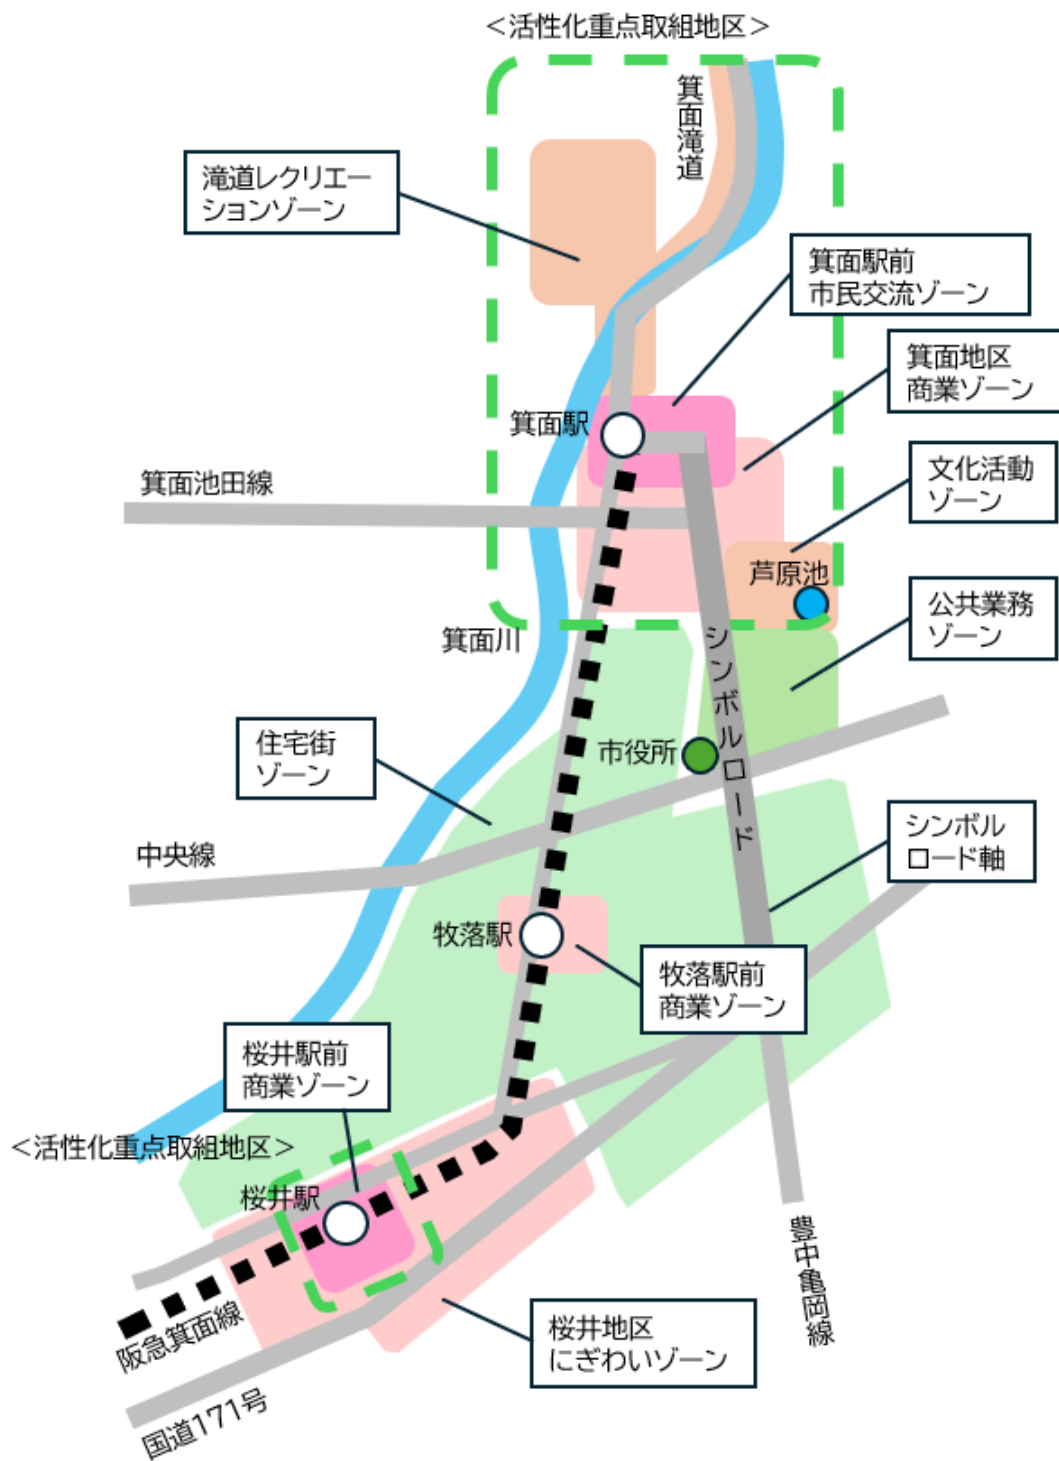 ＜活性化重点取組地区＞
箕面滝道
滝道レクリエー
ションゾーン
箕面駅前
市民交流ゾーン
箕面地区
商業ゾーン
箕面駅
文化活動
ゾーン
箕面池田線
芦原池
公共業務
ゾーン
箕面川
シンボルロード
住宅街
ゾーン
市役所
シンボル
ロード軸
中央線
牧落駅
牧落駅前
商業ゾーン
桜井駅前
商業ゾーン
＜活性化重点取組地区＞
桜井駅
豊中亀岡線
阪急箕面線
桜井地区
にぎわいゾーン
国道171号